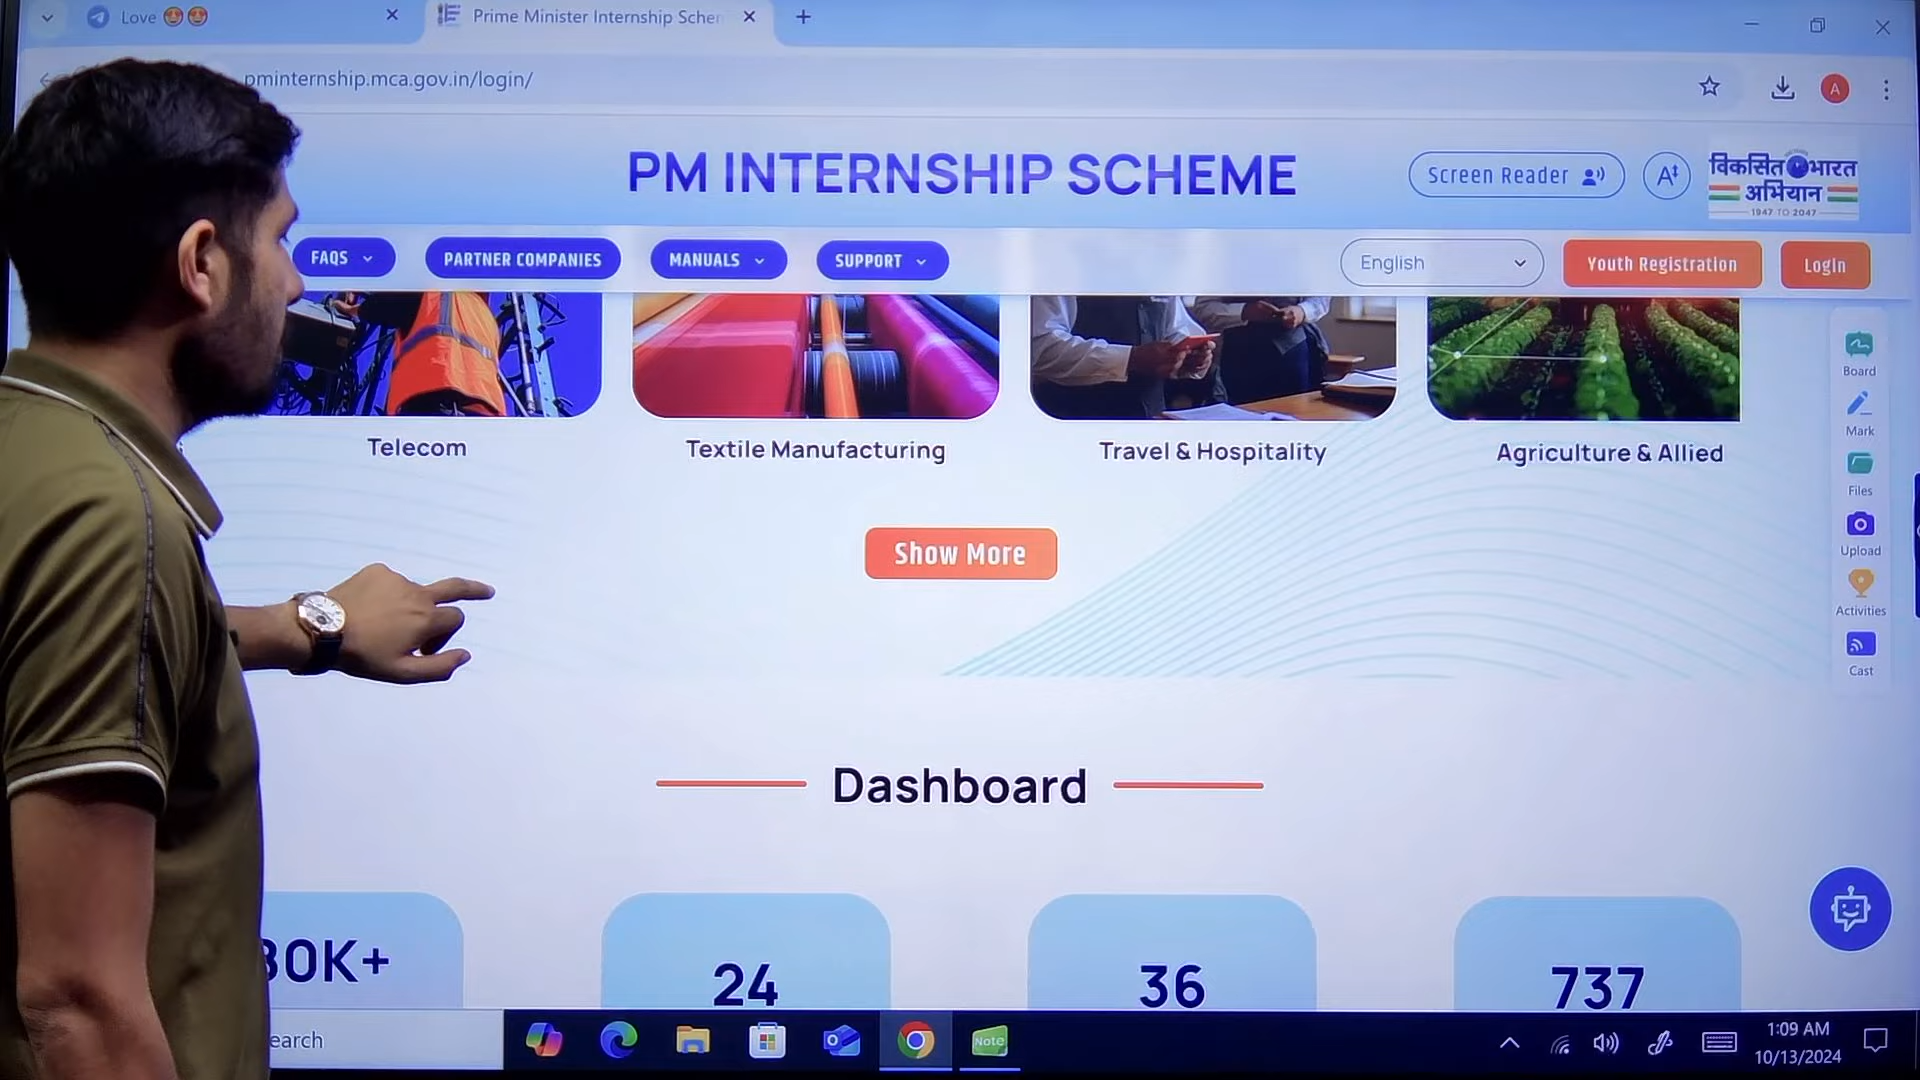 Love 😍😍
Prime Minister Internship Schem
pminternship.mca.gov.in/login/
A
PM INTERNSHIP SCHEME
Screen Reader
A
विकसित भारत
अभियान
1947 TO 2047
FAQS
PARTNER COMPANIES
MANUALS
SUPPORT
English
Youth Registration
Login
Telecom
Textile Manufacturing
Travel & Hospitality
Agriculture & Allied
Board
Mark
Files
Upload
Activities
Cast
Show More
Dashboard
80K+
24
36
737
earch
Note
1:09 AM
10/13/2024